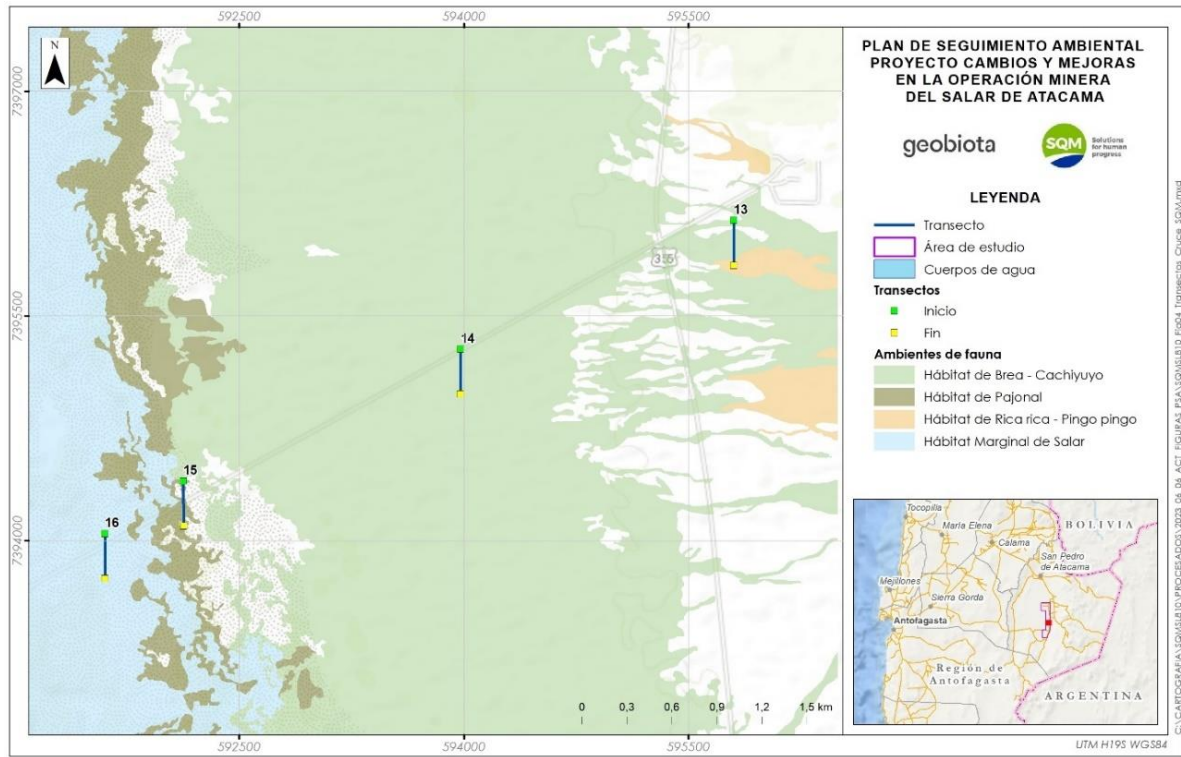 592500
594000
595500
7397000
7395500
7394000
N
13
14
15
16
355
0 0,3 0,6 0,9 1,2 1,5 km
592500
594000
595500
PLAN DE SEGUIMIENTO AMBIENTAL
PROYECTO CAMBIOS Y MEJORAS
EN LA OPERACIÓN MINERA
DEL SALAR DE ATACAMA
geobiota
SQM
Solutions
for human
progress
LEYENDA
Transecto
Área de estudio
Cuerpos de agua
Transectos
Inicio
Fin
Ambientes de fauna
Hábitat de Brea - Cachiyuyo
Hábitat de Pajonal
Hábitat de Rica rica - Pingo pingo
Hábitat Marginal de Salar
Tocopilla
María Elena
BOLIVIA
Calama
San Pedro
de Atacama
Mejillones
Sierra Gorda
Antofagasta
Región de
Antofagasta
ARGENTINA
UTM H19S WGS84